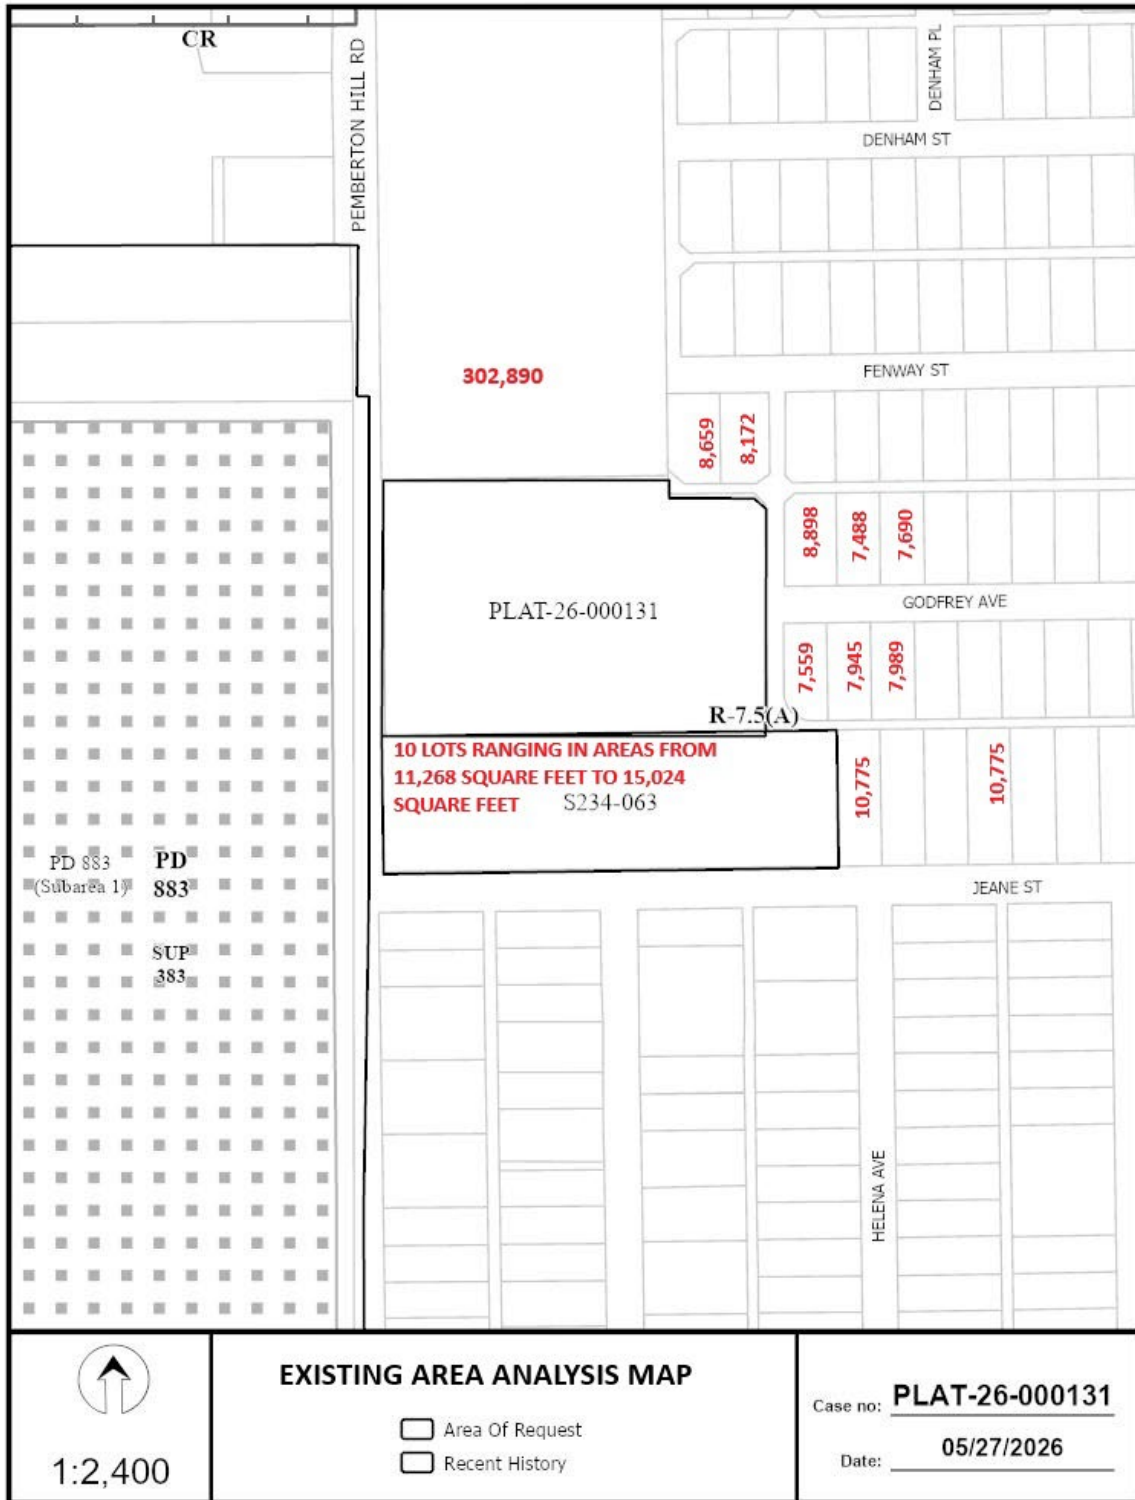 CR
PEMBERTON HILL RD
DENHAM PL
DENHAM ST
302,890
FENWAY ST
8,659
8,172
8,898
7,488
7,690
PLAT-26-000131
GODFREY AVE
7,559
7,945
7,989
R-7.5(A)
10 LOTS RANGING IN AREAS FROM
11,268 SQUARE FEET TO 15,024
SQUARE FEET
S234-063
10,775
10,775
PD 883
(Subarea 1)
PD
883
JEANE ST
SUP
383
HELENA AVE
1:2,400
EXISTING AREA ANALYSIS MAP
Area Of Request
Recent History
Case no: PLAT-26-000131
Date: 05/27/2026